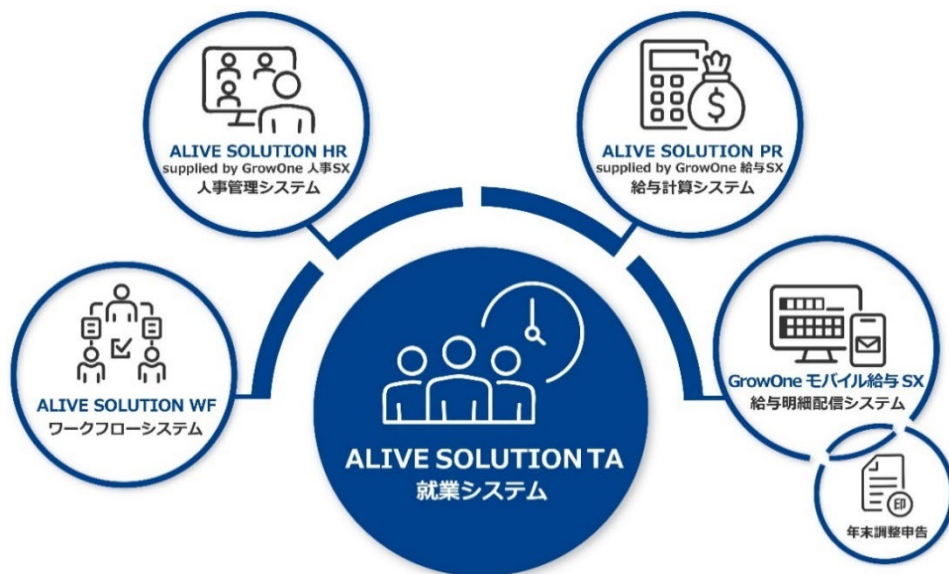 ALIVE SOLUTION HR
supplied by GrowOne 人事SX
人事管理システム
ALIVE SOLUTION PR
supplied by GrowOne 給与SX
給与計算システム
ALIVE SOLUTION WF
ワークフローシステム
ALIVE SOLUTION TA
就業システム
GrowOne モバイル給与 SX
給与明細配信システム
印
年末調整申告